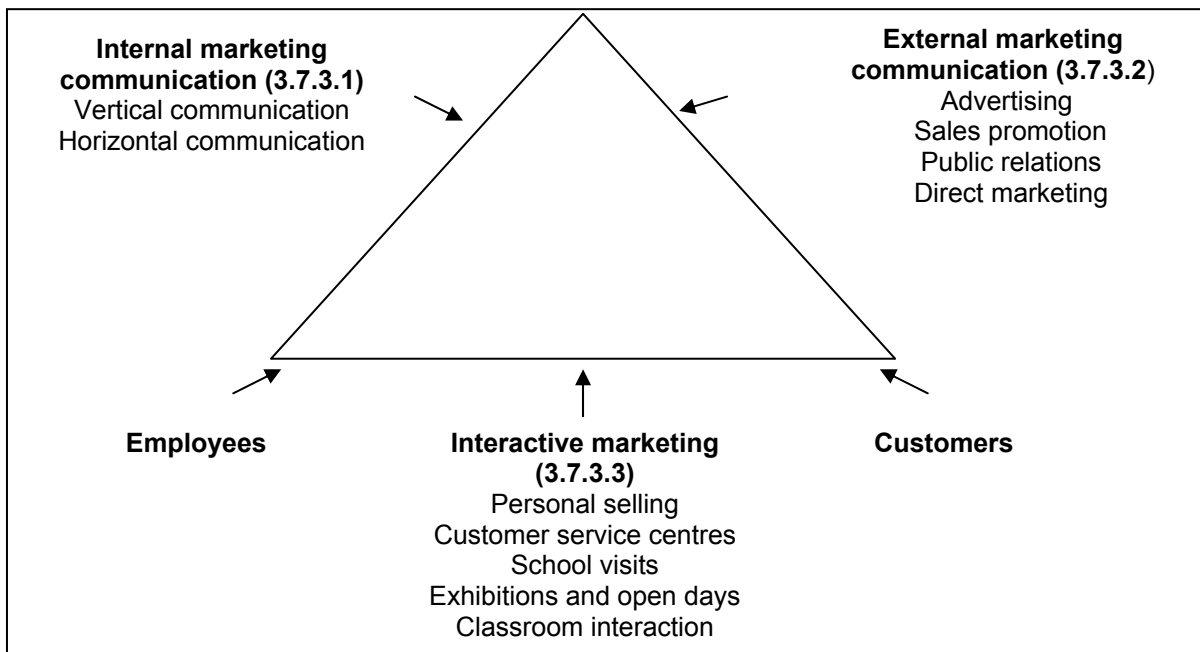 Internal marketing
communication (3.7.3.1)
Vertical communication
Horizontal communication
External marketing
communication (3.7.3.2)
Advertising
Sales promotion
Public relations
Direct marketing
Employees
Interactive marketing
(3.7.3.3)
Personal selling
Customer service centres
School visits
Exhibitions and open days
Classroom interaction
Customers